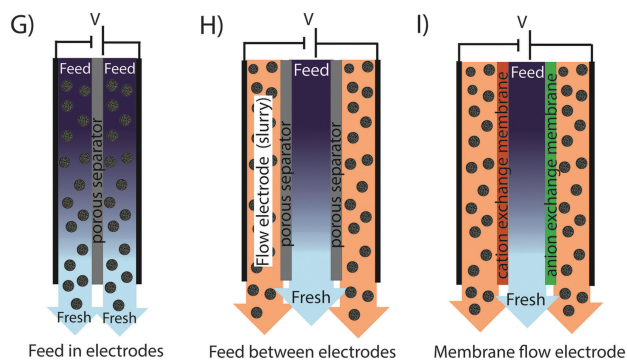 G)
V
Feed
Feed
porous separator
Fresh
Fresh
Feed in electrodes
H)
V
Feed
Flow electrode (slurry)
porous separator
porous separator
Fresh
Feed between electrodes
I)
V
Feed
cation exchange membrane
anion exchange membrane
Fresh
Membrane flow electrode